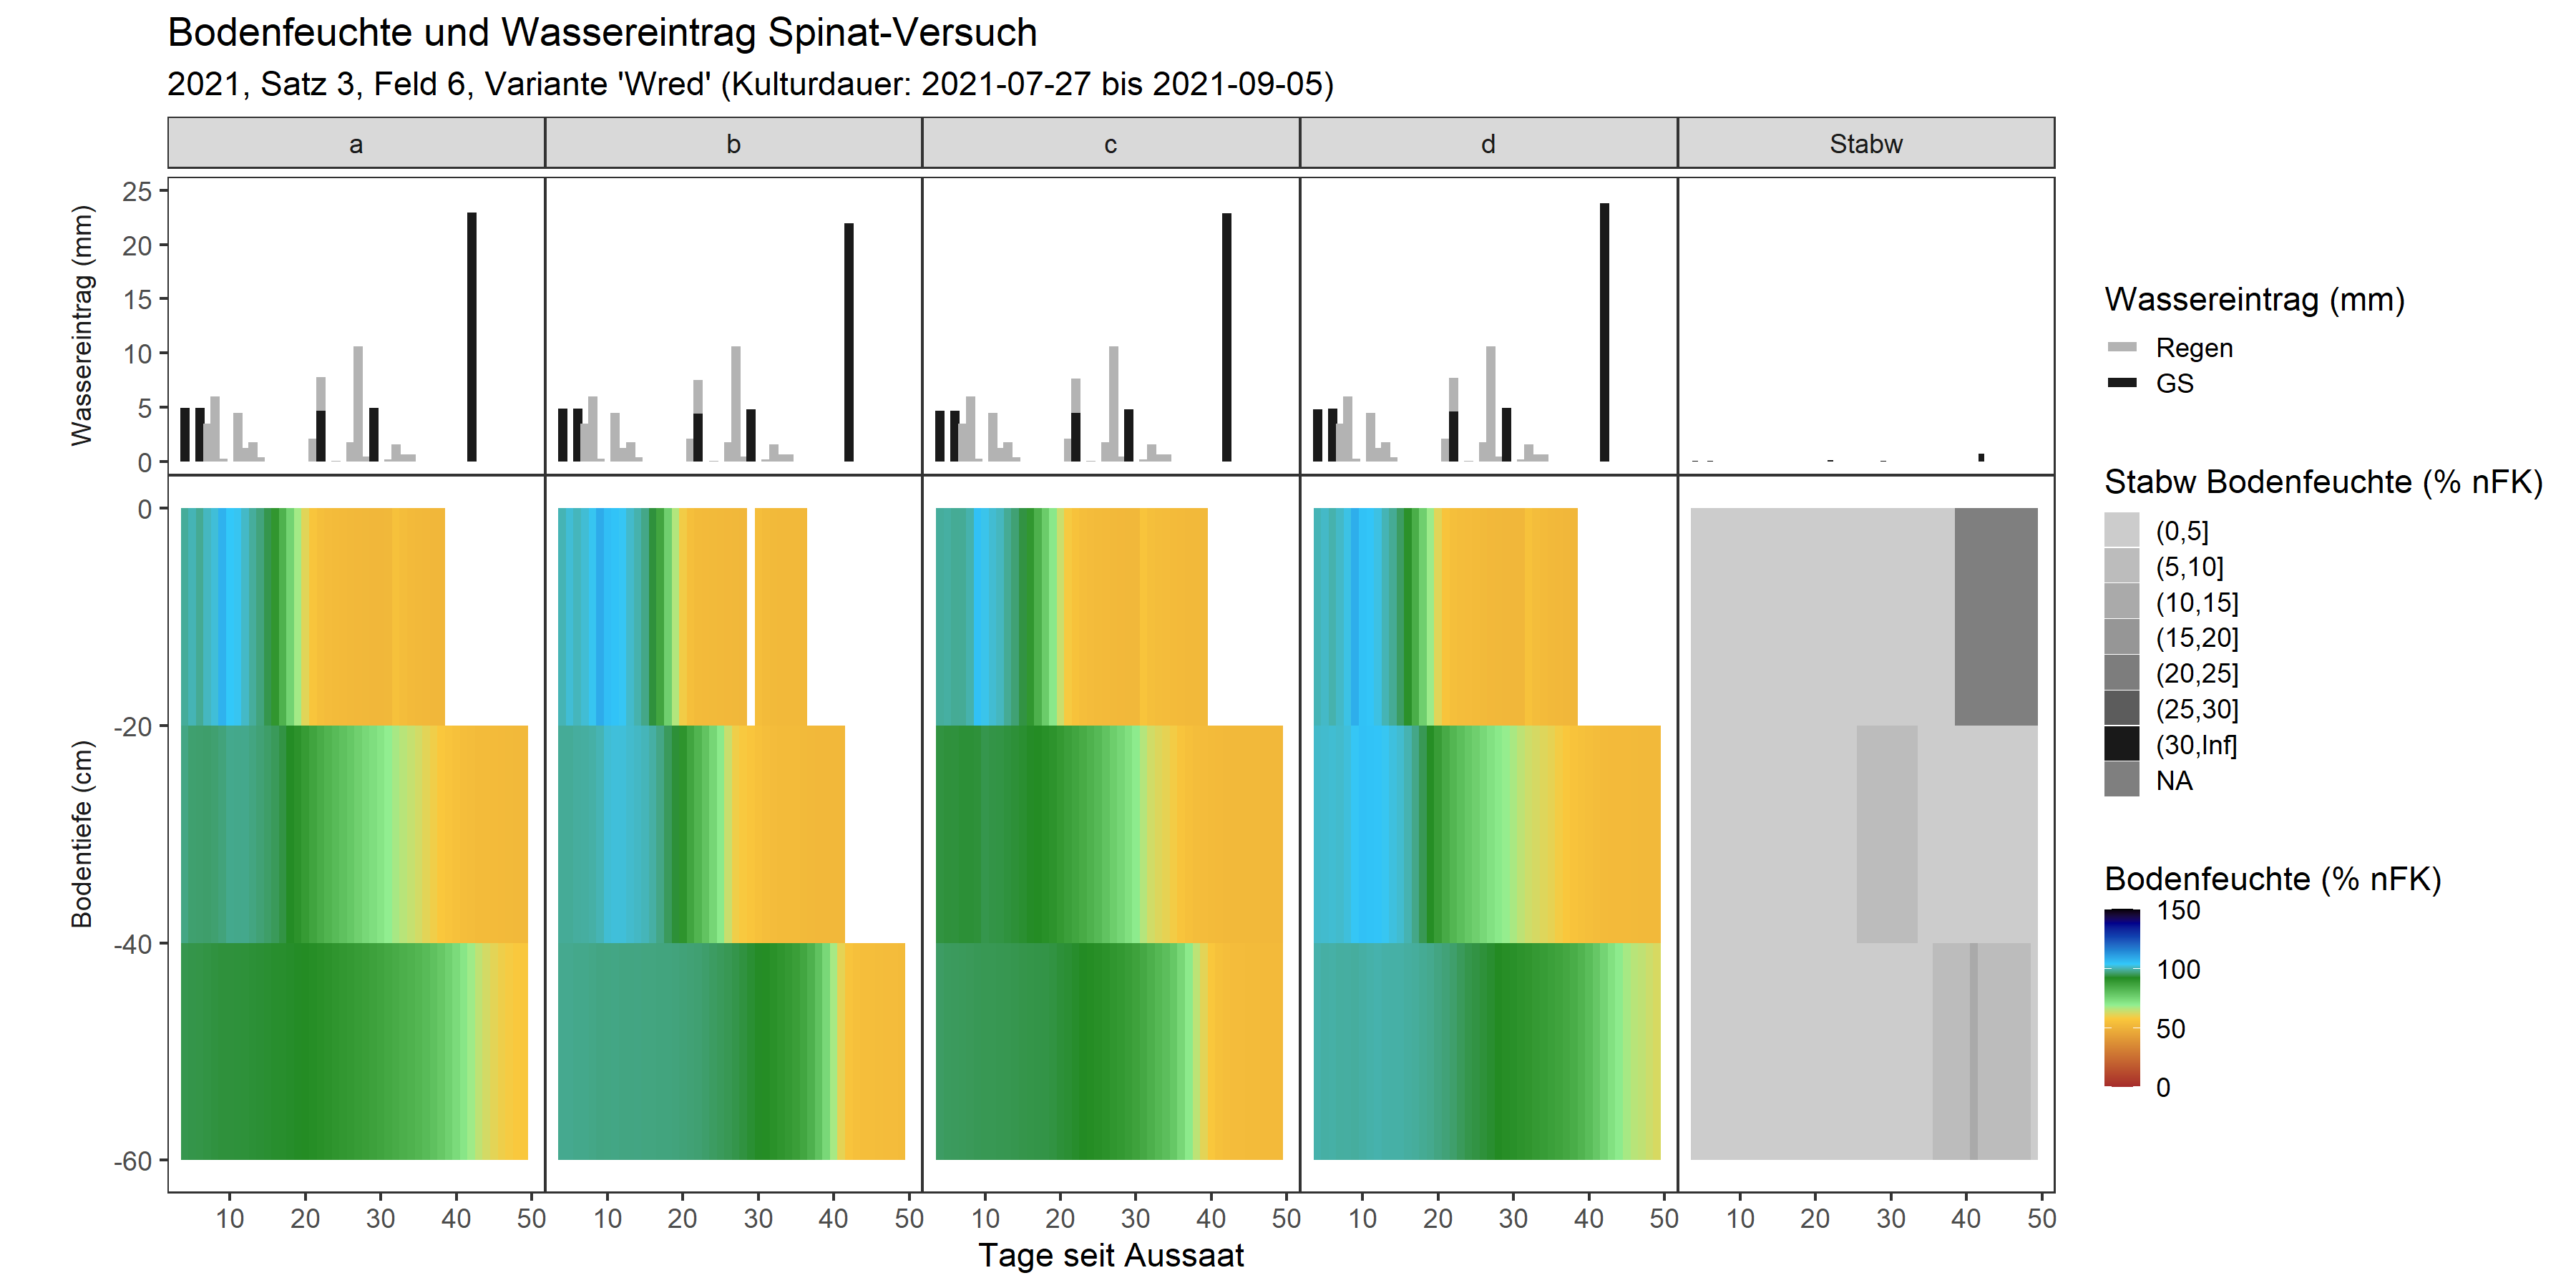 Bodenfeuchte und Wassereintrag Spinat-Versuch
2021, Satz 3, Feld 6, Variante 'Wred' (Kulturdauer: 2021-07-27 bis 2021-09-05)
a b c d Stabw
Wassereintrag (mm)
25
20
15
10
5
0
Bodentiefe (cm)
0
-20
-40
-60
10 20 30 40 50 10 20 30 40 50 10 20 30 40 50 10 20 30 40 50 10 20 30 40 50
Tage seit Aussaat
Wassereintrag (mm)
Regen
GS
Stabw Bodenfeuchte (% nFK)
(0,5]
(5,10]
(10,15]
(15,20]
(20,25]
(25,30]
(30,Inf]
NA
Bodenfeuchte (% nFK)
150
100
50
0